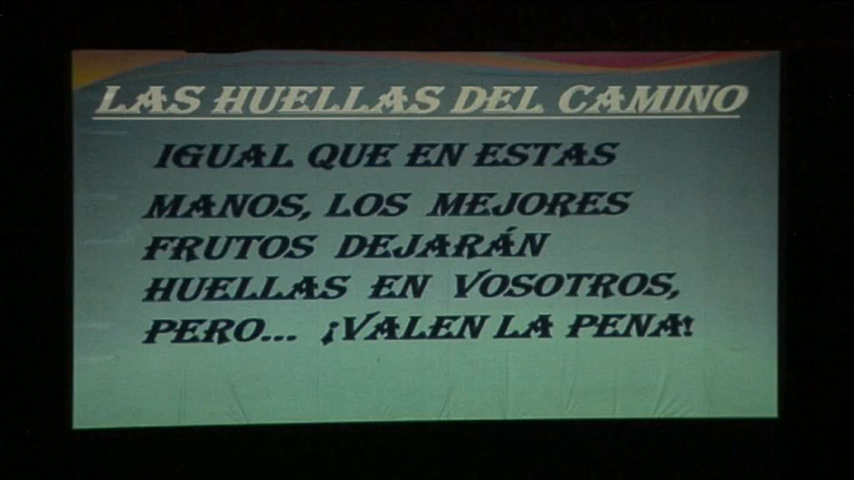 LAS HUELLAS DEL CAMINO
IGUAL QUE EN ESTAS
MANOS, LOS MEJORES
FRUTOS DEJARÁN
HUELLAS EN VOSOTROS,
PERO... ¡VALEN LA PENA!